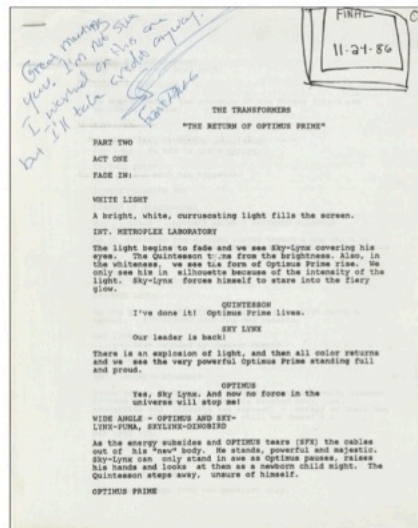 Great meeting
you. I'm not sure
I worked on this one
but I'll take credit anyway.
FINAL
11-24-86
THE TRANSFORMERS
"THE RETURN OF OPTIMUS PRIME"
PART TWO
ACT ONE
FADE IN:
WHITE LIGHT
A bright, white, curruscating light fills the screen.
INT. METROPLEX LABORATORY
The light begins to fade and we see Sky-Lynx covering his
eyes. The Quintesson turns from the brightness. Also, in
the whiteness, we see the form of Optimus Prime rise. We
only see him in silhouette because of the intensity of the
light. Sky-Lynx forces himself to stare into the fiery
glow.
QUINTESSON
I've done it! Optimus Prime lives.
SKY LYNX
Our leader is back!
There is an explosion of light, and then all color returns
and we see the very powerful Optimus Prime standing full
and proud.
OPTIMUS
Yes, Sky Lynx. And now no force in the
universe will stop me!
WIDE ANGLE - OPTIMUS AND SKY-
LYNX-PUMA, SKYLYNX-DINOBIRD
As the energy subsides and OPTIMUS tears (SFX) the cables
out of his "new" body. He stands, powerful and majestic.
Sky-Lynx can only stand in awe as Optimus pauses, raises
his hands and looks at them as a newborn child might. The
Quintesson steps away, unsure of himself.
OPTIMUS PRIME